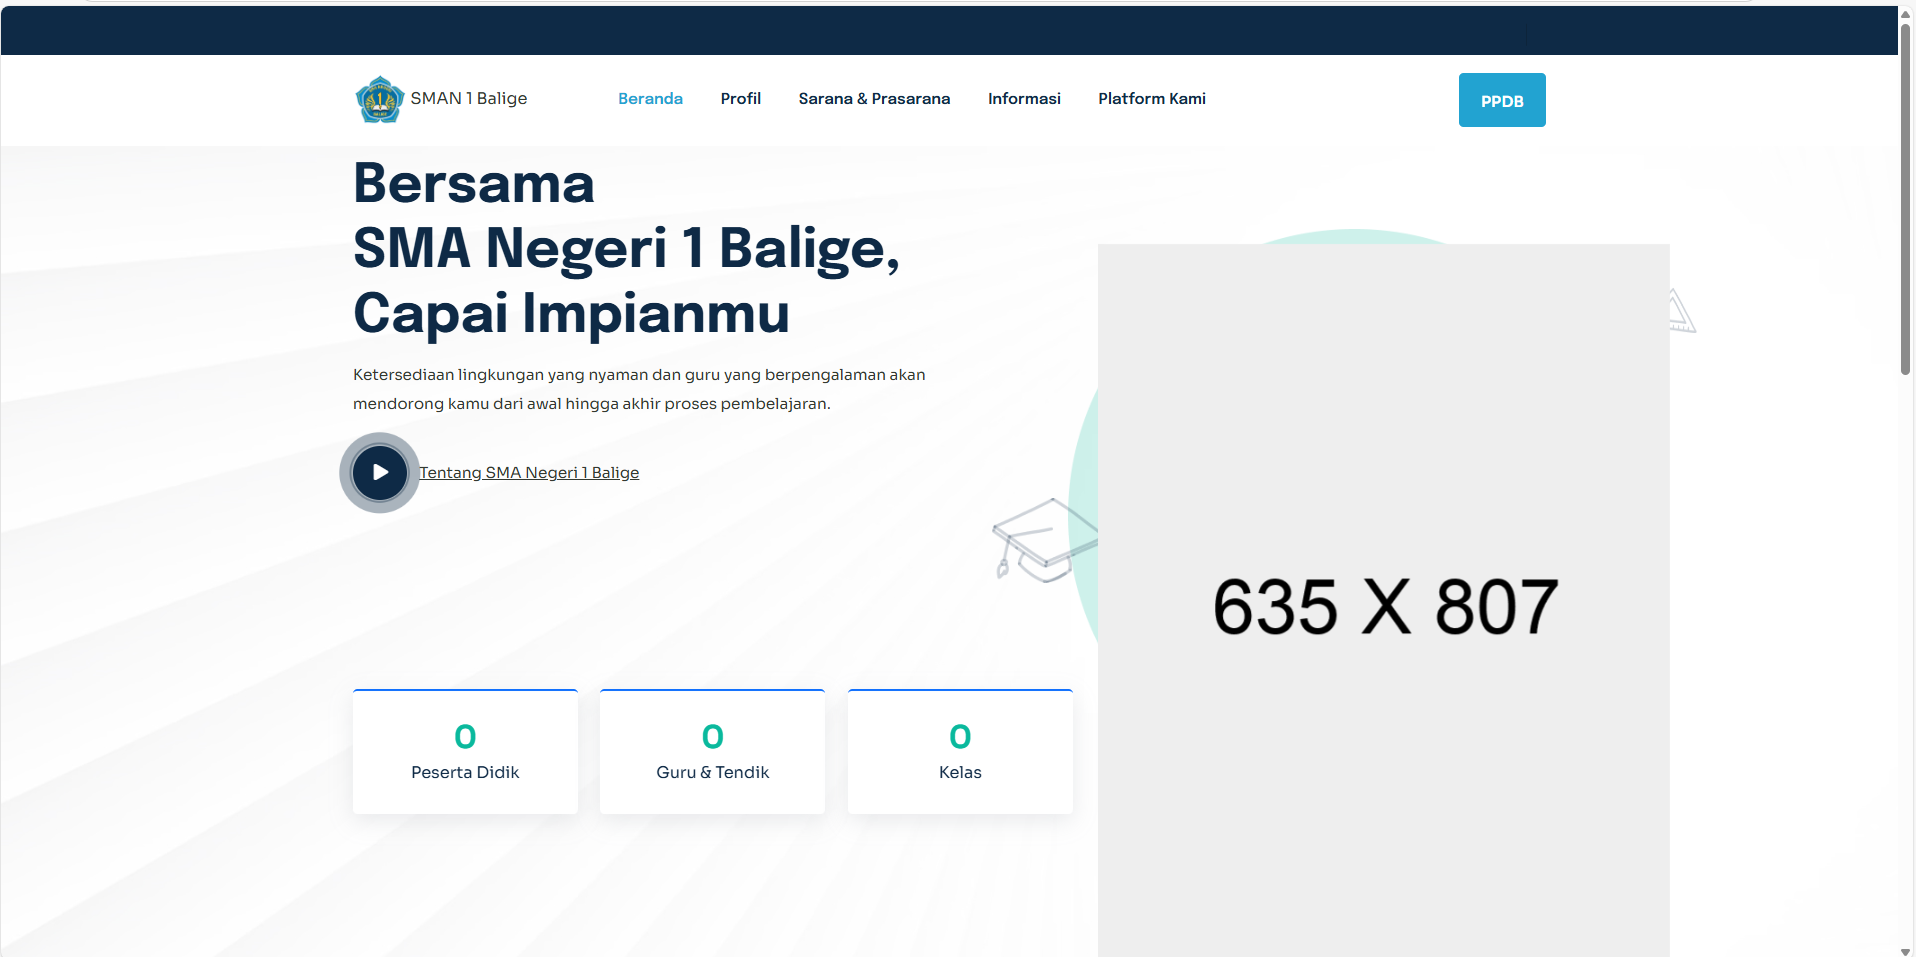 SMAN 1 Balige
Beranda
Profil
Sarana & Prasarana
Informasi
Platform Kami
PPDB
Bersama
SMA Negeri 1 Balige,
Capai Impianmu
Ketersediaan lingkungan yang nyaman dan guru yang berpengalaman akan
mendorong kamu dari awal hingga akhir proses pembelajaran.
Tentang SMA Negeri 1 Balige
635 X 807
0
Peserta Didik
0
Guru & Tendik
0
Kelas